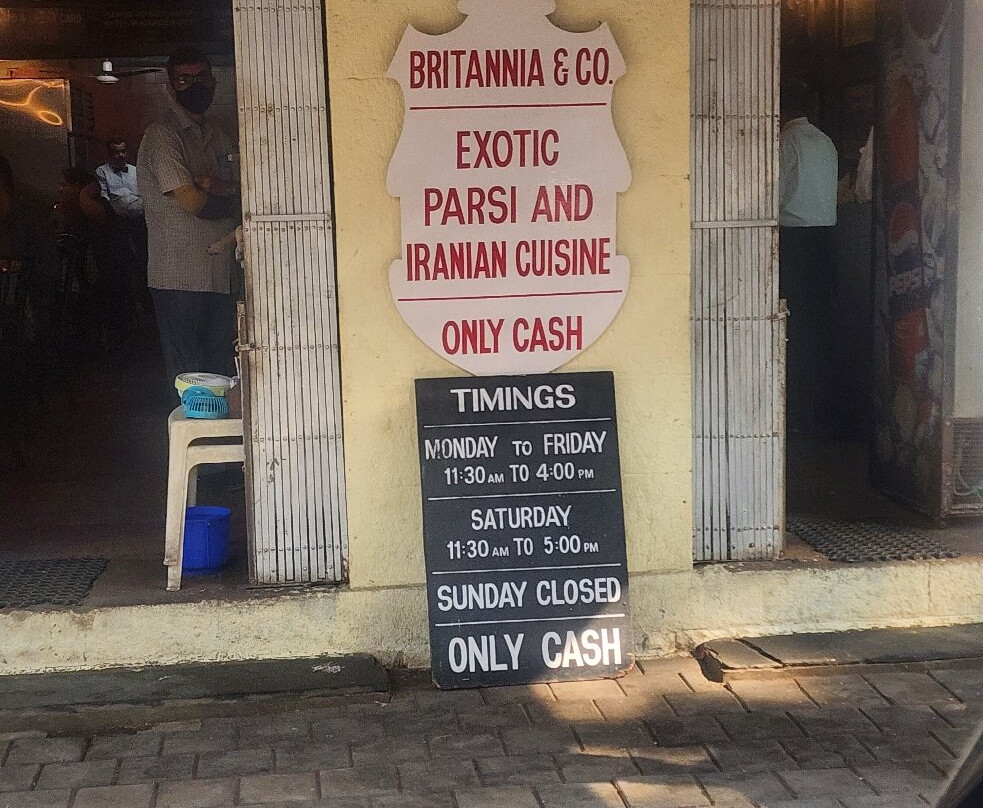 BRITANNIA & CO.
EXOTIC
PARSI AND
IRANIAN CUISINE
ONLY CASH
TIMINGS
MONDAY TO FRIDAY
11:30 AM TO 4:00 PM
SATURDAY
11:30 AM TO 5:00 PM
SUNDAY CLOSED
ONLY CASH